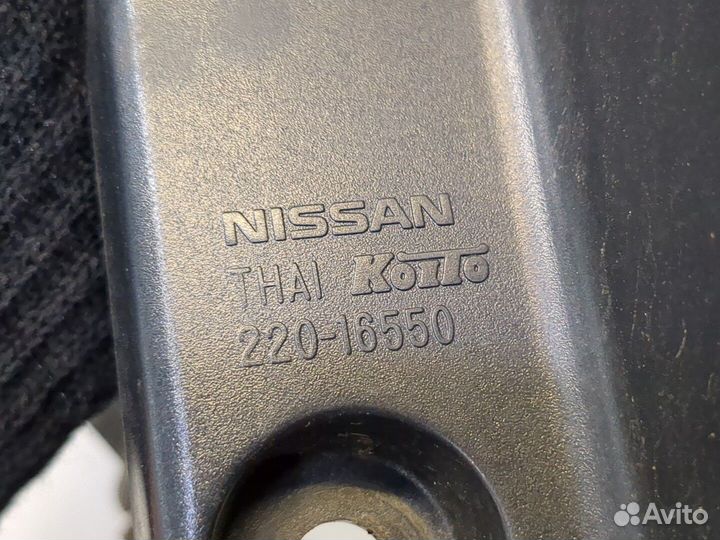 NISSAN
THAI KOITO
220-16550
Avito